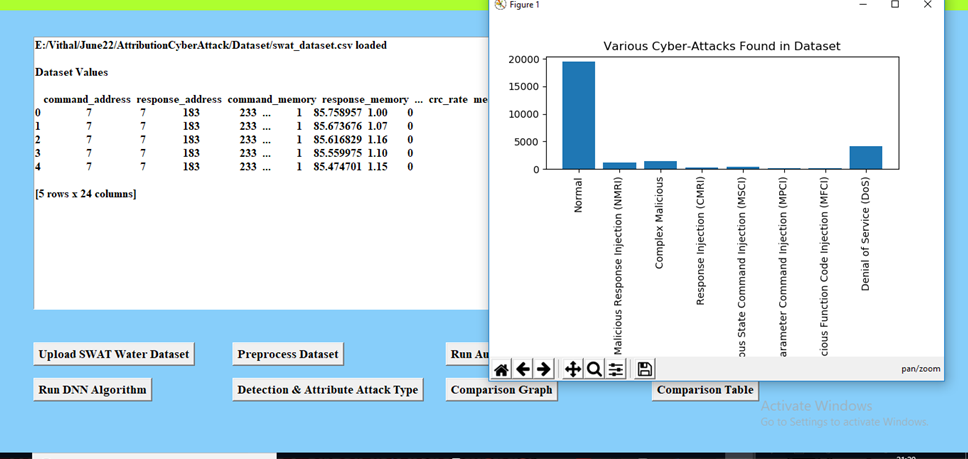 Figure 1
E:/Vithal/June22/AttributionCyberAttack/Dataset/swat_dataset.csv loaded
Dataset Values
command_address response_address command_memory response_memory ... crc_rate me
0 7 7 183 233 ... 1 85.758957 1.00 0
1 7 7 183 233 ... 1 85.673676 1.07 0
2 7 7 183 233 ... 1 85.616829 1.16 0
3 7 7 183 233 ... 1 85.559975 1.10 0
4 7 7 183 233 ... 1 85.474701 1.15 0
[5 rows x 24 columns]
Various Cyber-Attacks Found in Dataset
20000
15000
10000
5000
0
Normal
Malicious Response Injection (NMRI)
Complex Malicious
Response Injection (CMRI)
ous State Command Injection (MSCI)
arameter Command Injection (MPCI)
cious Function Code Injection (MFCI)
Denial of Service (DoS)
pan/zoom
Upload SWAT Water Dataset
Preprocess Dataset
Run Au
Run DNN Algorithm
Detection & Attribute Attack Type
Comparison Graph
Comparison Table
Activate Windows
Go to Settings to activate Windows.